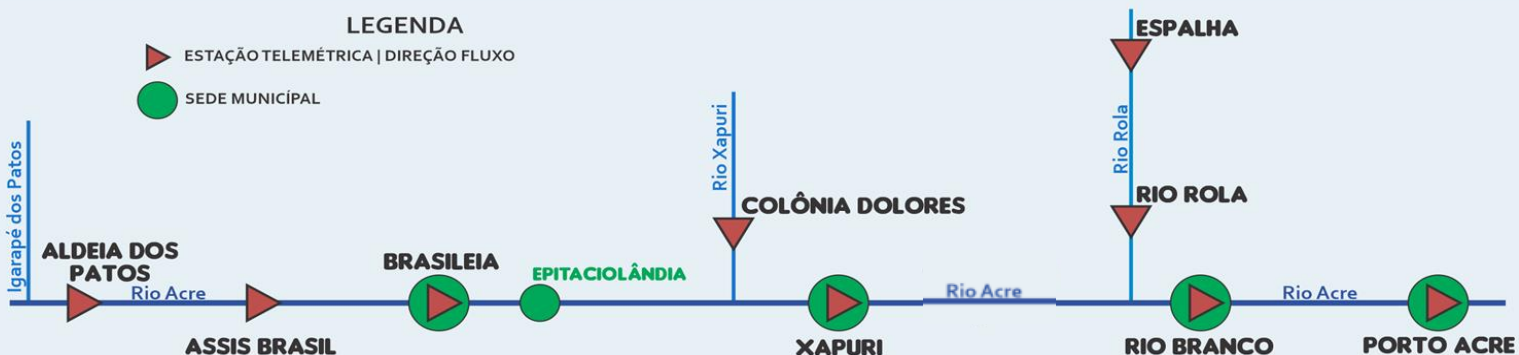 LEGENDA
ESTAÇÃO TELEMÉTRICA | DIREÇÃO FLUXO
SEDE MUNICÍPAL
Igarapé dos Patos
ALDEIA DOS
PATOS
Rio Acre
ASSIS BRASIL
BRASILEIA
EPITACIOLÂNDIA
Rio Xapuri
COLÔNIA DOLORES
XAPURI
Rio Acre
ESPALHA
Rio Rola
RIO ROLA
RIO BRANCO
Rio Acre
PORTO ACRE